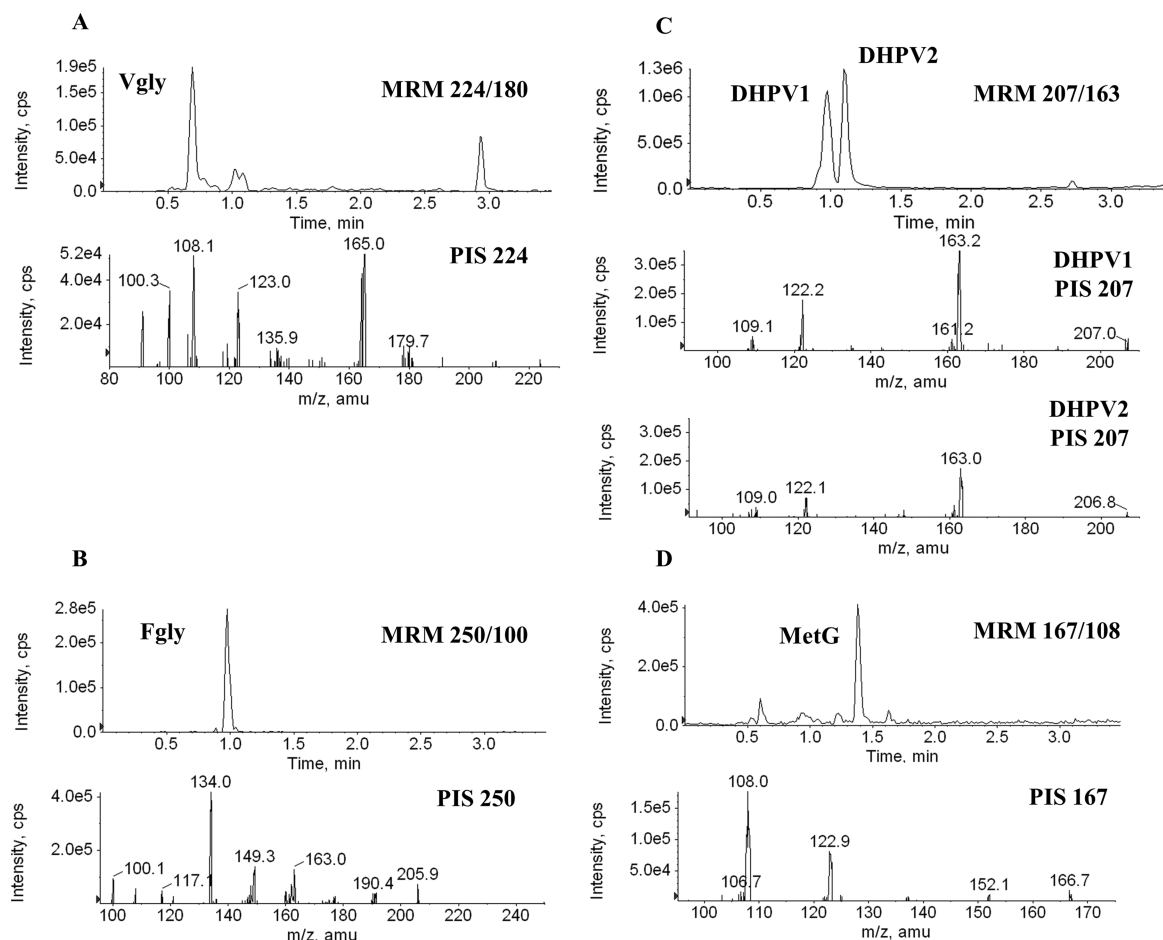 A
Intensity, cps
1.9e5
1.5e5
1.0e5
5.0e4
0.0
Vgly
MRM 224/180
0.5 1.0 1.5 2.0 2.5 3.0
Time, min
Intensity, cps
5.2e4
4.0e4
2.0e4
PIS 224
100.3
108.1
123.0
135.9
165.0
179.7
80 100 120 140 160 180 200 220
m/z, amu
B
Intensity, cps
2.8e5
2.0e5
1.0e5
0.0
Fgly
MRM 250/100
0.5 1.0 1.5 2.0 2.5 3.0
Time, min
Intensity, cps
4.0e5
2.0e5
PIS 250
100.1
117.1
134.0
149.3
163.0
190.4
205.9
100 120 140 160 180 200 220 240
m/z, amu
C
Intensity, cps
1.3e6
1.0e6
5.0e5
0.0
DHPV1
DHPV2
MRM 207/163
0.5 1.0 1.5 2.0 2.5 3.0
Time, min
Intensity, cps
3.0e5
2.0e5
1.0e5
DHPV1
PIS 207
109.1
122.2
161.2
163.2
207.0
100 120 140 160 180 200
m/z, amu
Intensity, cps
3.0e5
2.0e5
1.0e5
DHPV2
PIS 207
109.0
122.1
163.0
206.8
100 120 140 160 180 200
m/z, amu
D
Intensity, cps
4.0e5
2.0e5
0.0
MetG
MRM 167/108
0.5 1.0 1.5 2.0 2.5 3.0
Time, min
Intensity, cps
1.5e5
1.0e5
5.0e4
PIS 167
106.7
108.0
122.9
152.1
166.7
100 110 120 130 140 150 160 170
m/z, amu